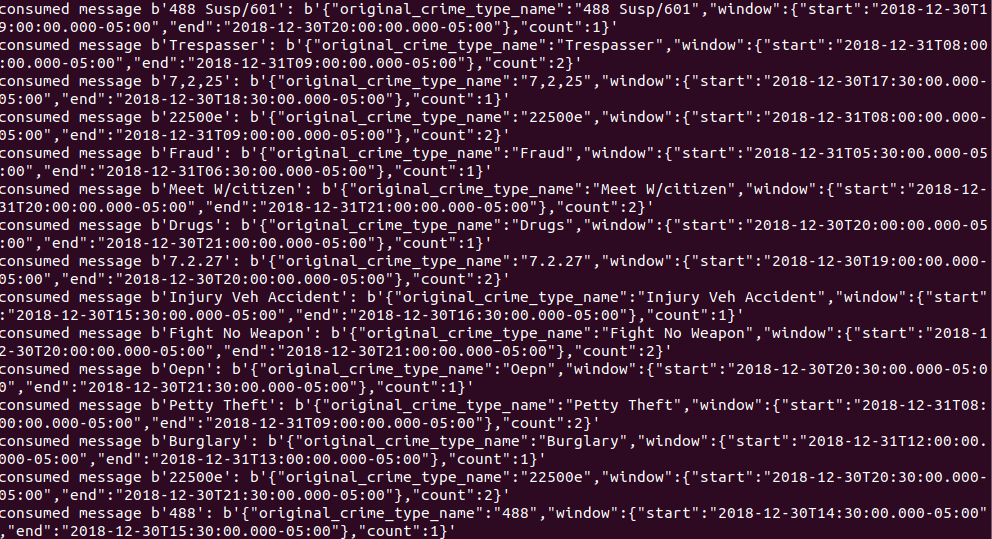 consumed message b'488 Susp/601': b'{"original_crime_type_name":"488 Susp/601","window":{"start":"2018-12-30T1
9:00:00.000-05:00","end":"2018-12-30T20:00:00.000-05:00"},"count":1}'
consumed message b'Trespasser': b'{"original_crime_type_name":"Trespasser","window":{"start":"2018-12-31T08:00
:00.000-05:00","end":"2018-12-31T09:00:00.000-05:00"},"count":2}'
consumed message b'7,2,25': b'{"original_crime_type_name":"7,2,25","window":{"start":"2018-12-30T17:30:00.000-
05:00","end":"2018-12-30T18:30:00.000-05:00"},"count":1}'
consumed message b'22500e': b'{"original_crime_type_name":"22500e","window":{"start":"2018-12-31T08:00:00.000-
05:00","end":"2018-12-31T09:00:00.000-05:00"},"count":2}'
consumed message b'Fraud': b'{"original_crime_type_name":"Fraud","window":{"start":"2018-12-31T05:30:00.000-05
:00","end":"2018-12-31T06:30:00.000-05:00"},"count":1}'
consumed message b'Meet W/citizen': b'{"original_crime_type_name":"Meet W/citizen","window":{"start":"2018-12-
31T20:00:00.000-05:00","end":"2018-12-31T21:00:00.000-05:00"},"count":2}'
consumed message b'Drugs': b'{"original_crime_type_name":"Drugs","window":{"start":"2018-12-30T20:00:00.000-05
:00","end":"2018-12-30T21:00:00.000-05:00"},"count":1}'
consumed message b'7.2.27': b'{"original_crime_type_name":"7.2.27","window":{"start":"2018-12-30T19:00:00.000-
05:00","end":"2018-12-30T20:00:00.000-05:00"},"count":2}'
consumed message b'Injury Veh Accident': b'{"original_crime_type_name":"Injury Veh Accident","window":{"start"
:"2018-12-30T15:30:00.000-05:00","end":"2018-12-30T16:30:00.000-05:00"},"count":1}'
consumed message b'Fight No Weapon': b'{"original_crime_type_name":"Fight No Weapon","window":{"start":"2018-1
2-30T20:00:00.000-05:00","end":"2018-12-30T21:00:00.000-05:00"},"count":2}'
consumed message b'Oepn': b'{"original_crime_type_name":"Oepn","window":{"start":"2018-12-30T20:30:00.000-05:0
0","end":"2018-12-30T21:30:00.000-05:00"},"count":1}'
consumed message b'Petty Theft': b'{"original_crime_type_name":"Petty Theft","window":{"start":"2018-12-31T08:
00:00.000-05:00","end":"2018-12-31T09:00:00.000-05:00"},"count":2}'
consumed message b'Burglary': b'{"original_crime_type_name":"Burglary","window":{"start":"2018-12-31T12:00:00.
000-05:00","end":"2018-12-31T13:00:00.000-05:00"},"count":1}'
consumed message b'22500e': b'{"original_crime_type_name":"22500e","window":{"start":"2018-12-30T20:30:00.000-
05:00","end":"2018-12-30T21:30:00.000-05:00"},"count":2}'
consumed message b'488': b'{"original_crime_type_name":"488","window":{"start":"2018-12-30T14:30:00.000-05:00"
,"end":"2018-12-30T15:30:00.000-05:00"},"count":1}'